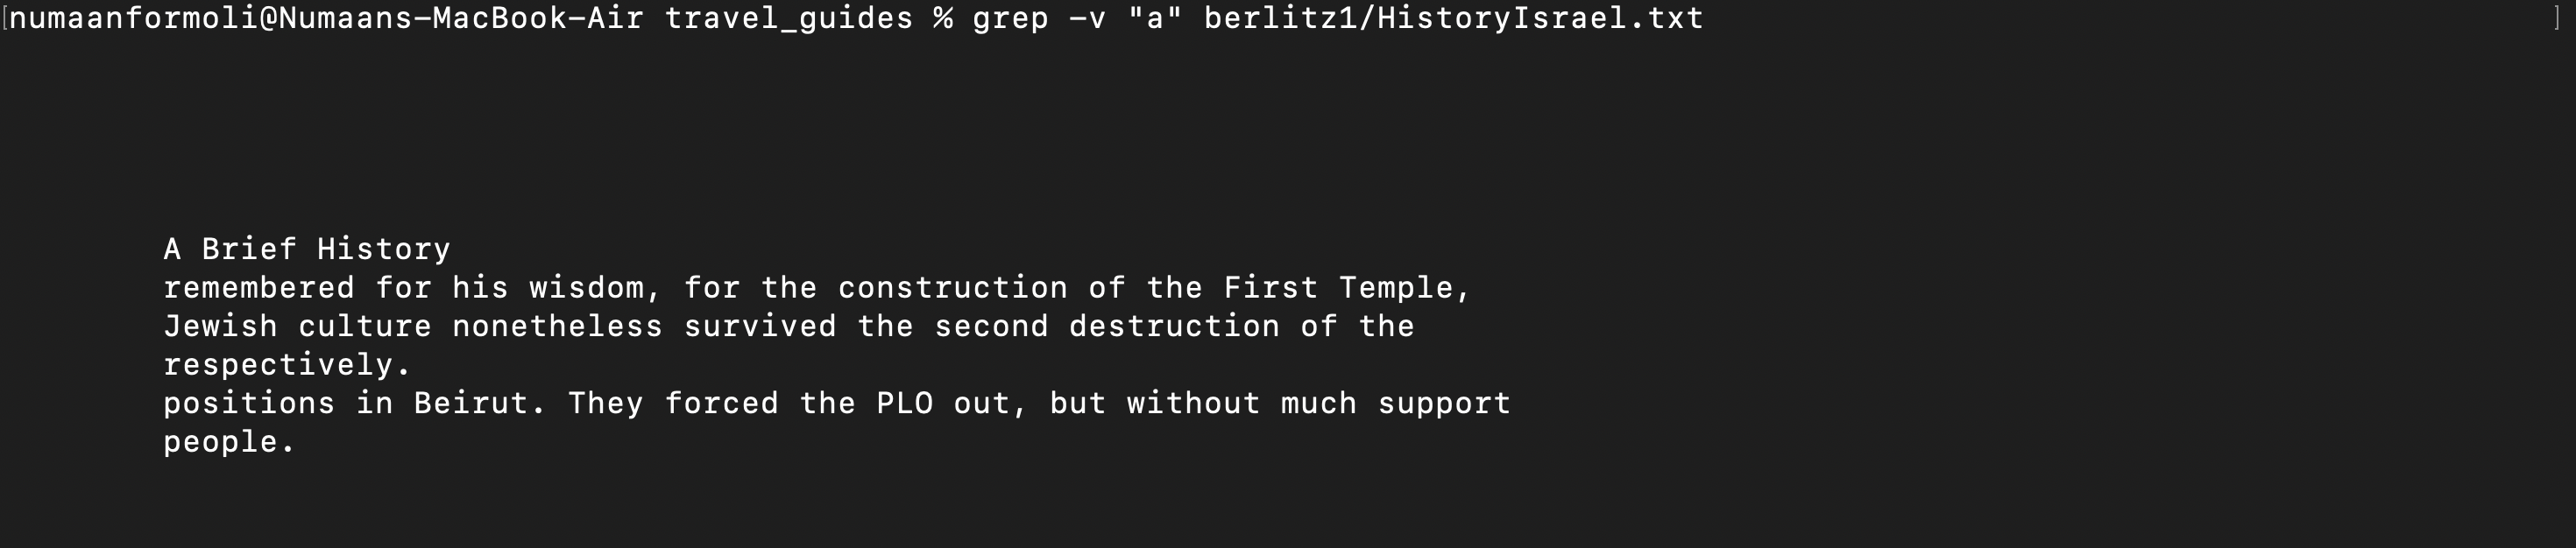 [numaanformoli@Numaans-MacBook-Air travel_guides % grep -v "a" berlitz1/HistoryIsrael.txt ]
A Brief History
remembered for his wisdom, for the construction of the First Temple,
Jewish culture nonetheless survived the second destruction of the
respectively.
positions in Beirut. They forced the PLO out, but without much support
people.